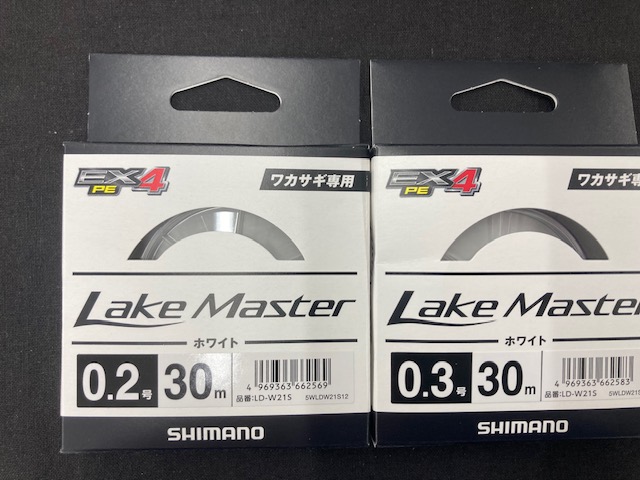 EX4
PE
ワカサギ専用
Lake Master
ホワイト
0.2号 30m
4 969363 662569
品番:LD-W21S 5WLDW21S12
SHIMANO
EX4
PE
ワカサギ専
Lake Master
ホワイト
0.3号 30m
4 969363 662583
品番:LD-W21S 5WLDW21S
SHIMANO